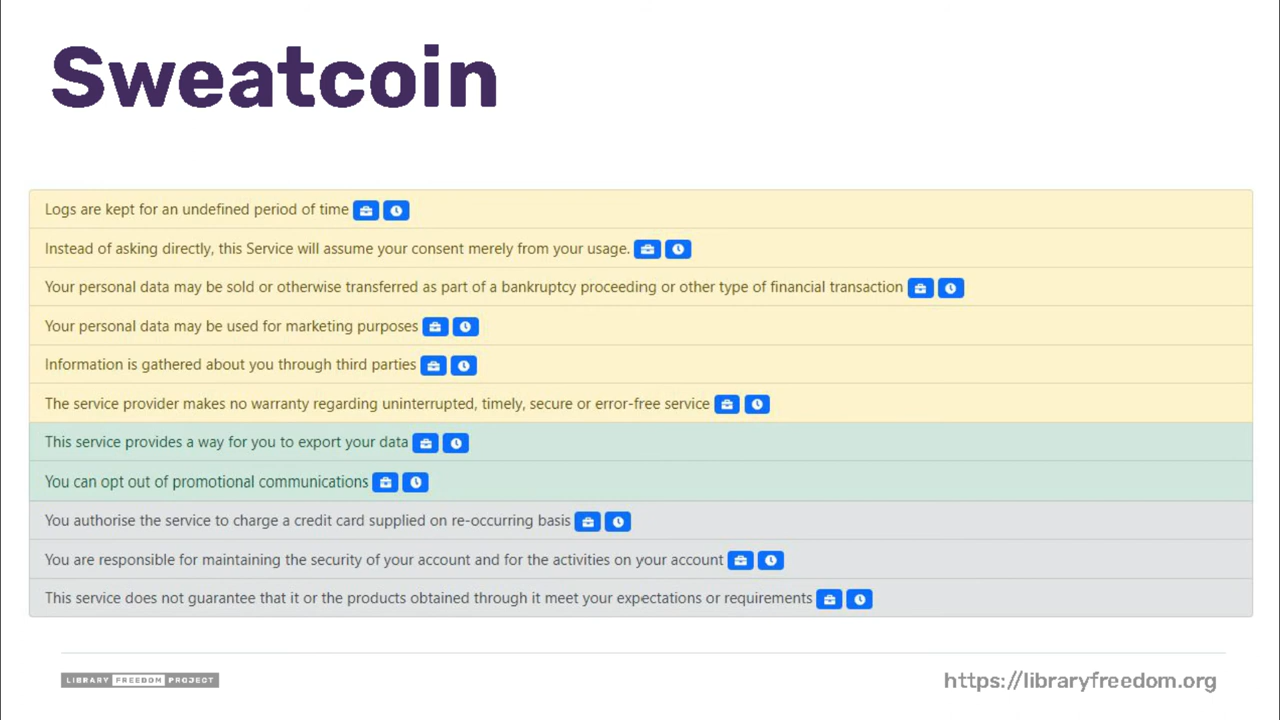 Sweatcoin
Logs are kept for an undefined period of time
Instead of asking directly, this Service will assume your consent merely from your usage.
Your personal data may be sold or otherwise transferred as part of a bankruptcy proceeding or other type of financial transaction
Your personal data may be used for marketing purposes
Information is gathered about you through third parties
The service provider makes no warranty regarding uninterrupted, timely, secure or error-free service
This service provides a way for you to export your data
You can opt out of promotional communications
You authorise the service to charge a credit card supplied on re-occurring basis
You are responsible for maintaining the security of your account and for the activities on your account
This service does not guarantee that it or the products obtained through it meet your expectations or requirements
LIBRARY FREEDOM PROJECT
https://libraryfreedom.org